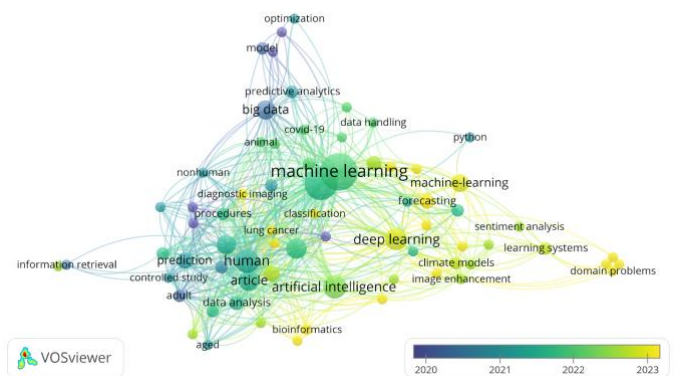 optimization
model
predictive analytics
big data
covid-19
data handling
animal
python
nonhuman
machine learning
machine-learning
diagnostic imaging
forecasting
procedures
classification
lung cancer
sentiment analysis
deep learning
learning systems
information retrieval
prediction
human
climate models
domain problems
controlled study
article
image enhancement
artificial intelligence
adult
data analysis
bioinformatics
aged
VOSviewer
2020
2021
2022
2023